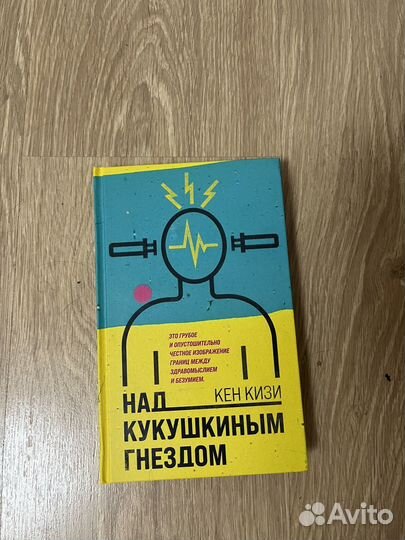 ЭТО ГРУБОЕ
И ОПУСТОШИТЕЛЬНО
ЧЕСТНОЕ ИЗОБРАЖЕНИЕ
ГРАНИЦ МЕЖДУ
ЗДРАВОМЫСЛИЕМ
И БЕЗУМИЕМ.
КЕН КИЗИ
НАД
КУКУШКИНЫМ
ГНЕЗДОМ
Avito